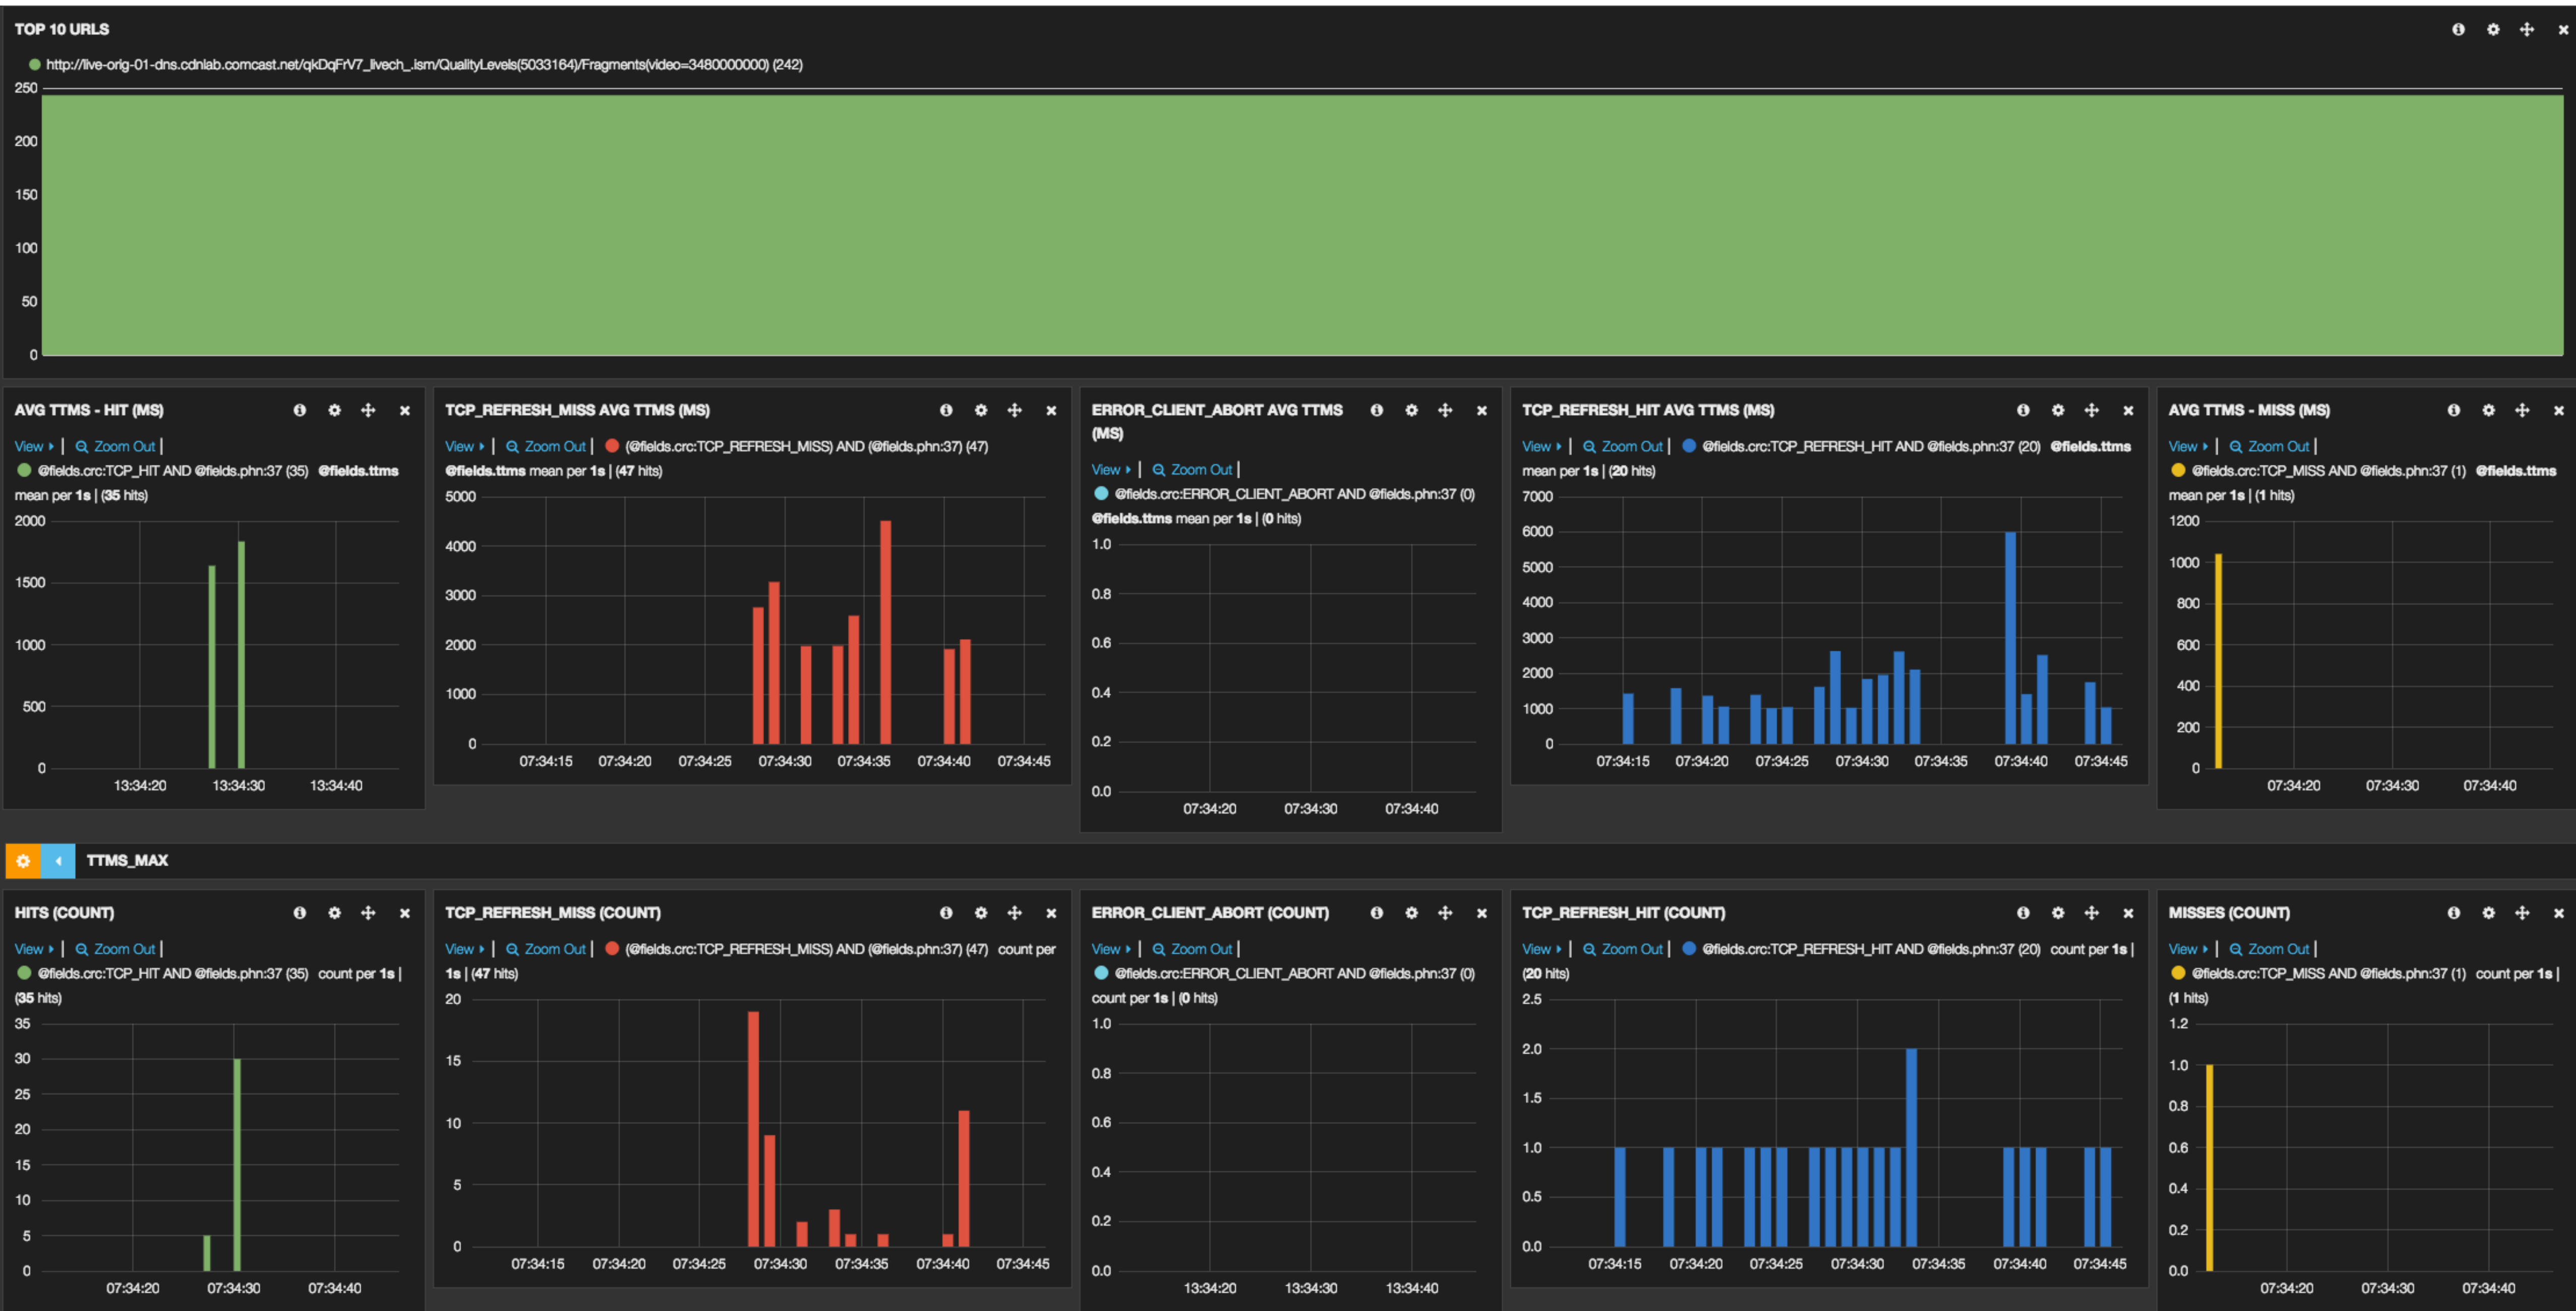 TOP 10 URLS
http://live-orig-01-dns.cdnlab.comcast.net/qkDqFrV7_livech_.ism/QualityLevels(5033164)/Fragments(video=3480000000) (242)
250
200
150
100
50
0
AVG TTMS - HIT (MS)
View | Zoom Out |
@fields.crc:TCP_HIT AND @fields.phn:37 (35) @fields.ttms
mean per 1s | (35 hits)
2000
1500
1000
500
0
13:34:20 13:34:30 13:34:40
TCP_REFRESH_MISS AVG TTMS (MS)
View | Zoom Out | (@fields.crc:TCP_REFRESH_MISS) AND (@fields.phn:37) (47)
@fields.ttms mean per 1s | (47 hits)
5000
4000
3000
2000
1000
0
07:34:15 07:34:20 07:34:25 07:34:30 07:34:35 07:34:40 07:34:45
ERROR_CLIENT_ABORT AVG TTMS
(MS)
View | Zoom Out |
@fields.crc:ERROR_CLIENT_ABORT AND @fields.phn:37 (0)
@fields.ttms mean per 1s | (0 hits)
1.0
0.8
0.6
0.4
0.2
0.0
07:34:20 07:34:30 07:34:40
TCP_REFRESH_HIT AVG TTMS (MS)
View | Zoom Out | @fields.crc:TCP_REFRESH_HIT AND @fields.phn:37 (20) @fields.ttms
mean per 1s | (20 hits)
7000
6000
5000
4000
3000
2000
1000
0
07:34:15 07:34:20 07:34:25 07:34:30 07:34:35 07:34:40 07:34:45
AVG TTMS - MISS (MS)
View | Zoom Out |
@fields.crc:TCP_MISS AND @fields.phn:37 (1) @fields.ttms
mean per 1s | (1 hits)
1200
1000
800
600
400
200
0
07:34:20 07:34:30 07:34:40
TTMS_MAX
HITS (COUNT)
View | Zoom Out |
@fields.crc:TCP_HIT AND @fields.phn:37 (35) count per 1s |
(35 hits)
35
30
25
20
15
10
5
0
07:34:20 07:34:30 07:34:40
TCP_REFRESH_MISS (COUNT)
View | Zoom Out | (@fields.crc:TCP_REFRESH_MISS) AND (@fields.phn:37) (47) count per
1s | (47 hits)
20
15
10
5
0
07:34:15 07:34:20 07:34:25 07:34:30 07:34:35 07:34:40 07:34:45
ERROR_CLIENT_ABORT (COUNT)
View | Zoom Out |
@fields.crc:ERROR_CLIENT_ABORT AND @fields.phn:37 (0)
count per 1s | (0 hits)
1.0
0.8
0.6
0.4
0.2
0.0
13:34:20 13:34:30 13:34:40
TCP_REFRESH_HIT (COUNT)
View | Zoom Out | @fields.crc:TCP_REFRESH_HIT AND @fields.phn:37 (20) count per 1s |
(20 hits)
2.5
2.0
1.5
1.0
0.5
0.0
07:34:15 07:34:20 07:34:25 07:34:30 07:34:35 07:34:40 07:34:45
MISSES (COUNT)
View | Zoom Out |
@fields.crc:TCP_MISS AND @fields.phn:37 (1) count per 1s |
(1 hits)
1.2
1.0
0.8
0.6
0.4
0.2
0.0
07:34:20 07:34:30 07:34:40